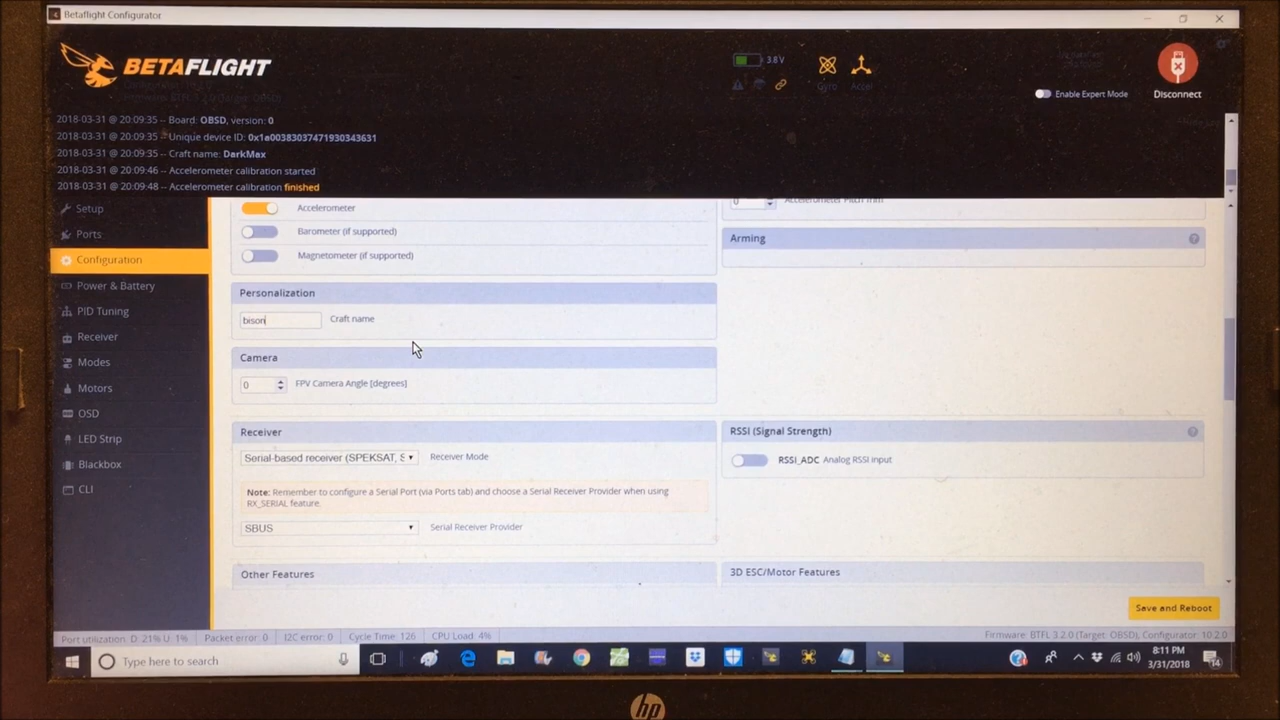 Betaflight Configurator
BETAFLIGHT
3.8 V
Gyro
Accel
Enable Expert Mode
Disconnect
2018-03-31 @ 20:09:35 -- Board: OBSD, version: 0
2018-03-31 @ 20:09:35 -- Unique device ID: 0x1a00383037471930343631
2018-03-31 @ 20:09:35 -- Craft name: DarkMax
2018-03-31 @ 20:09:46 -- Accelerometer calibration started
2018-03-31 @ 20:09:48 -- Accelerometer calibration finished
Setup
Ports
Configuration
Power & Battery
PID Tuning
Receiver
Modes
Motors
OSD
LED Strip
Blackbox
CLI
Accelerometer
Barometer (if supported)
Magnetometer (if supported)
Personalization
bison
Craft name
Camera
0
FPV Camera Angle [degrees]
Receiver
Serial-based receiver (SPEKSAT, S
Receiver Mode
Note: Remember to configure a Serial Port (via Ports tab) and choose a Serial Receiver Provider when using
RX_SERIAL feature.
SBUS
Serial Receiver Provider
Other Features
0
Accelerometer Pitch Trim
Arming
RSSI (Signal Strength)
RSSI_ADC Analog RSSI input
3D ESC/Motor Features
Save and Reboot
Port utilization: D: 21% U: 1%
Packet error: 0
I2C error: 0
Cycle Time: 126
CPU Load: 4%
Firmware: BTFL 3.2.0 (Target: OBSD), Configurator: 10.2.0
Type here to search
8:11 PM
3/31/2018
14
hp